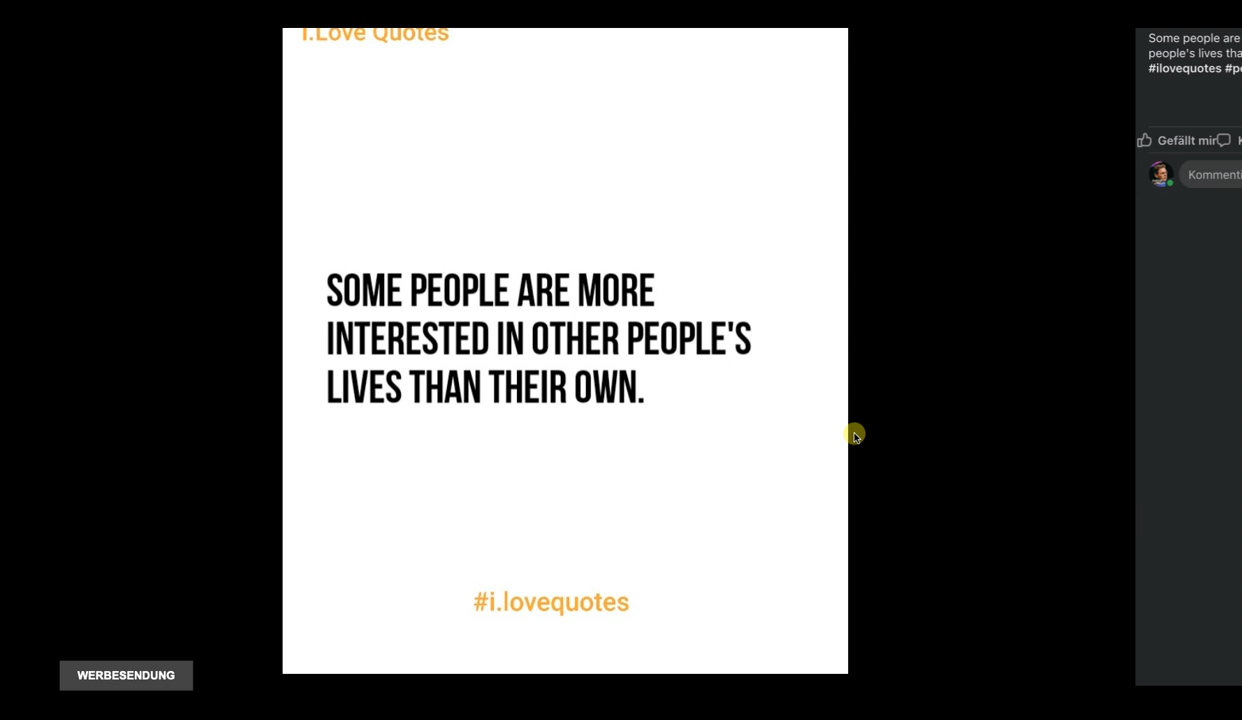 I.Love Quotes
SOME PEOPLE ARE MORE
INTERESTED IN OTHER PEOPLE'S
LIVES THAN THEIR OWN.
#i.lovequotes
WERBESENDUNG
Some people are
people's lives tha
#ilovequotes #p
Gefällt mir
K
Kommenti